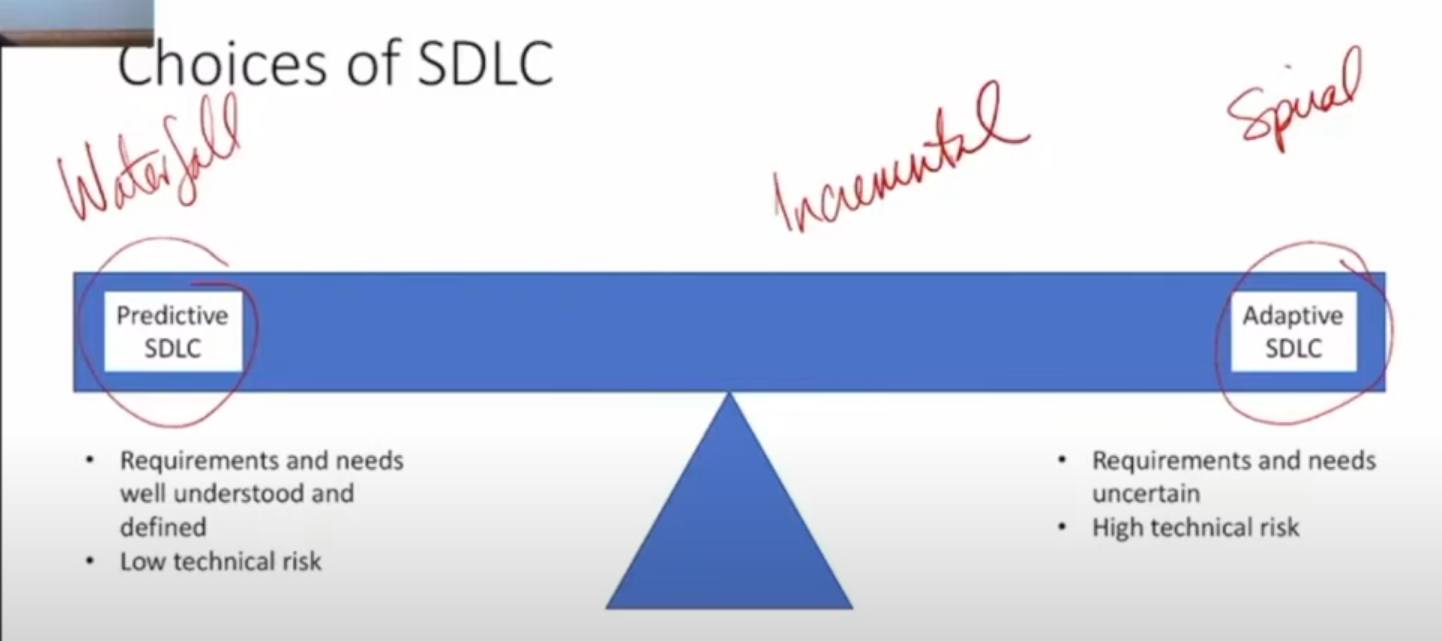 Choices of SDLC
Waterfall
Incremental
Spiral
Predictive
SDLC
Adaptive
SDLC
• Requirements and needs
well understood and
defined
• Low technical risk
• Requirements and needs
uncertain
• High technical risk